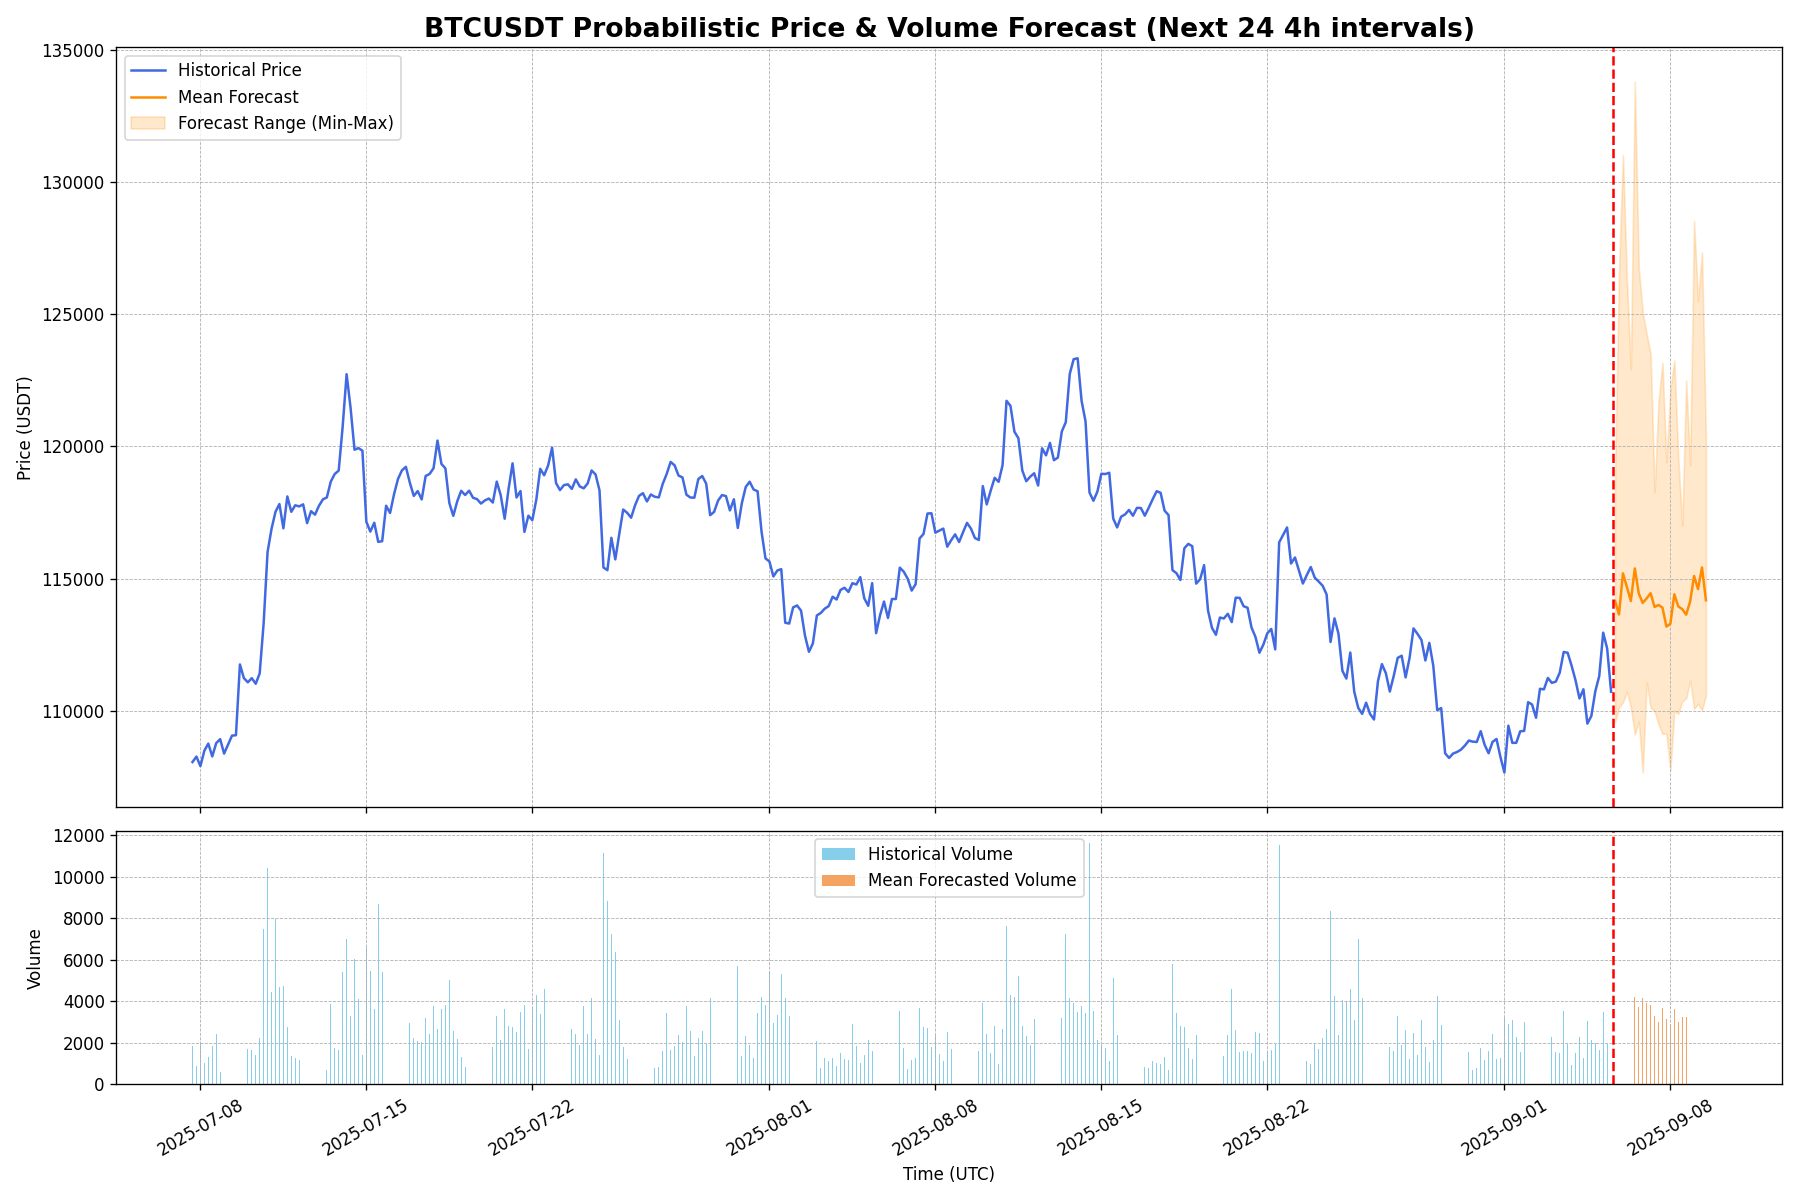 BTCUSDT Probabilistic Price & Volume Forecast (Next 24 4h intervals)
Historical Price
Mean Forecast
Forecast Range (Min-Max)
135000
130000
125000
120000
115000
110000
Price (USDT)
Historical Volume
Mean Forecasted Volume
12000
10000
8000
6000
4000
2000
0
Volume
2025-07-08
2025-07-15
2025-07-22
2025-08-01
2025-08-08
2025-08-15
2025-08-22
2025-09-01
2025-09-08
Time (UTC)